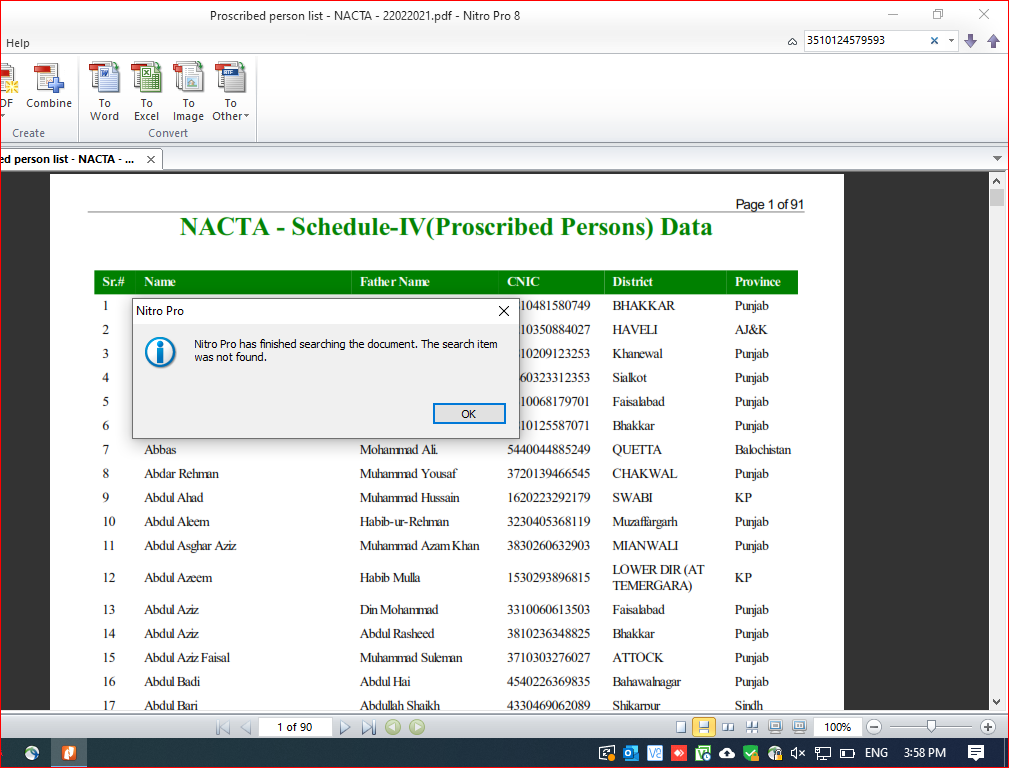 Proscribed person list - NACTA - 22022021.pdf - Nitro Pro 8
Help
3510124579593
DF
Combine
To Word
To Excel
To Image
To Other
Create
Convert
ed person list - NACTA - ...
Page 1 of 91
NACTA - Schedule-IV(Proscribed Persons) Data
Sr.# Name Father Name CNIC District Province
1 10481580749 BHAKKAR Punjab
2 10350884027 HAVELI AJ&K
3 10209123253 Khanewal Punjab
4 60323312353 Sialkot Punjab
5 10068179701 Faisalabad Punjab
6 10125587071 Bhakkar Punjab
Nitro Pro
Nitro Pro has finished searching the document. The search item
was not found.
OK
7 Abbas Mohammad Ali. 5440044885249 QUETTA Balochistan
8 Abdar Rehman Muhammad Yousaf 3720139466545 CHAKWAL Punjab
9 Abdul Ahad Muhammad Hussain 1620223292179 SWABI KP
10 Abdul Aleem Habib-ur-Rehman 3230405368119 Muzaffargarh Punjab
11 Abdul Asghar Aziz Muhammad Azam Khan 3830260632903 MIANWALI Punjab
12 Abdul Azeem Habib Mulla 1530293896815 LOWER DIR (AT TEMERGARA) KP
13 Abdul Aziz Din Mohammad 3310060613503 Faisalabad Punjab
14 Abdul Aziz Abdul Rasheed 3810236348825 Bhakkar Punjab
15 Abdul Aziz Faisal Muhammad Suleman 3710303276027 ATTOCK Punjab
16 Abdul Badi Abdul Hai 4540226369835 Bahawalnagar Punjab
17 Abdul Bari Abdullah Shaikh 4330469062089 Shikarpur Sindh
1 of 90
100%
ENG
3:58 PM